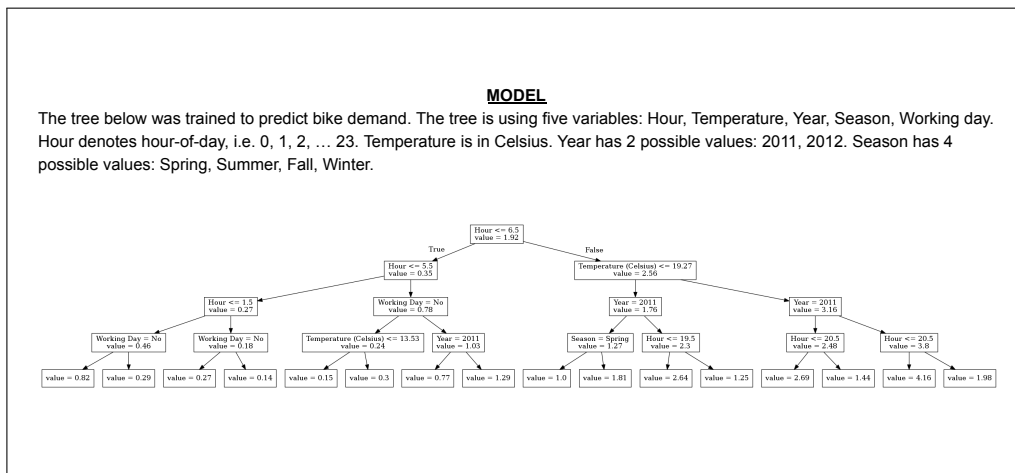 MODEL
The tree below was trained to predict bike demand. The tree is using five variables: Hour, Temperature, Year, Season, Working day.
Hour denotes hour-of-day, i.e. 0, 1, 2, … 23. Temperature is in Celsius. Year has 2 possible values: 2011, 2012. Season has 4
possible values: Spring, Summer, Fall, Winter.
Hour <= 6.5
value = 1.92
True
False
Hour <= 5.5
value = 0.35
Temperature (Celsius) <= 19.27
value = 2.56
Hour <= 1.5
value = 0.27
Working Day = No
value = 0.78
Year = 2011
value = 1.76
Year = 2011
value = 3.16
Working Day = No
value = 0.46
Working Day = No
value = 0.18
Temperature (Celsius) <= 13.53
value = 0.24
Year = 2011
value = 1.03
Season = Spring
value = 1.27
Hour <= 19.5
value = 2.3
Hour <= 20.5
value = 2.48
Hour <= 20.5
value = 3.8
value = 0.82
value = 0.29
value = 0.27
value = 0.14
value = 0.15
value = 0.3
value = 0.77
value = 1.29
value = 1.0
value = 1.81
value = 2.64
value = 1.25
value = 2.69
value = 1.44
value = 4.16
value = 1.98